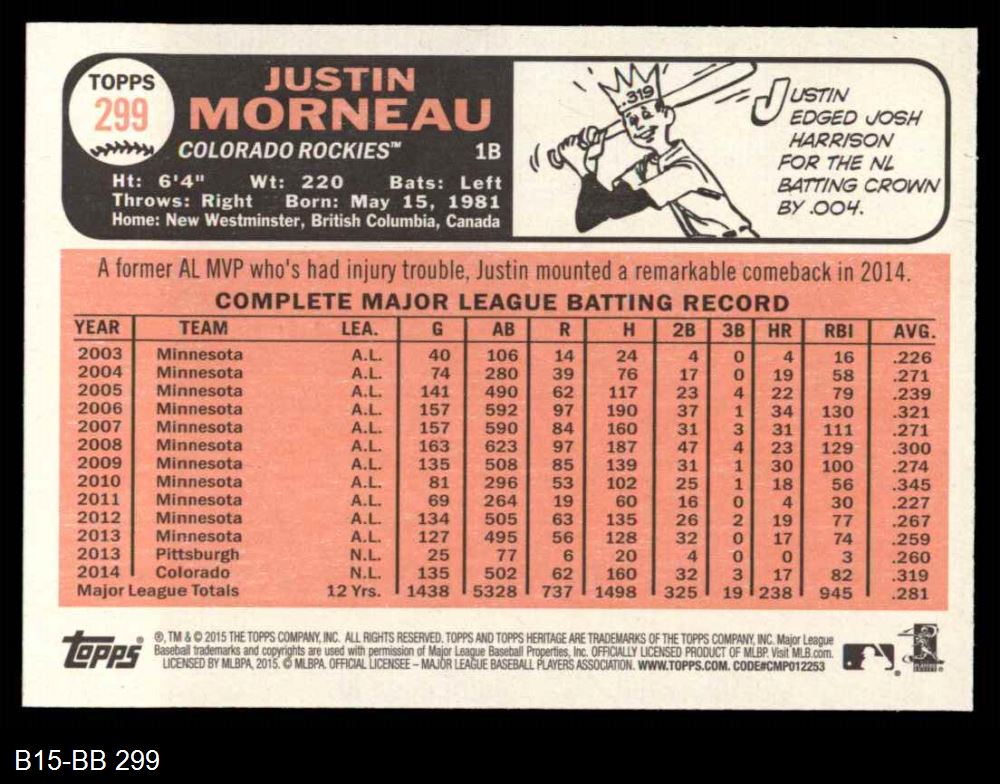 TOPPS
299
JUSTIN
MORNEAU
COLORADO ROCKIES™ 1B
Ht: 6'4" Wt: 220 Bats: Left
Throws: Right Born: May 15, 1981
Home: New Westminster, British Columbia, Canada
.319
JUSTIN
EDGED JOSH
HARRISON
FOR THE NL
BATTING CROWN
BY .004.
A former AL MVP who's had injury trouble, Justin mounted a remarkable comeback in 2014.
COMPLETE MAJOR LEAGUE BATTING RECORD
YEAR TEAM LEA. G AB R H 2B 3B HR RBI AVG.
2003 Minnesota A.L. 40 106 14 24 4 0 4 16 .226
2004 Minnesota A.L. 74 280 39 76 17 0 19 58 .271
2005 Minnesota A.L. 141 490 62 117 23 4 22 79 .239
2006 Minnesota A.L. 157 592 97 190 37 1 34 130 .321
2007 Minnesota A.L. 157 590 84 160 31 3 31 111 .271
2008 Minnesota A.L. 163 623 97 187 47 4 23 129 .300
2009 Minnesota A.L. 135 508 85 139 31 1 30 100 .274
2010 Minnesota A.L. 81 296 53 102 25 1 18 56 .345
2011 Minnesota A.L. 69 264 19 60 16 0 4 30 .227
2012 Minnesota A.L. 134 505 63 135 26 2 19 77 .267
2013 Minnesota A.L. 127 495 56 128 32 0 17 74 .259
2013 Pittsburgh N.L. 25 77 6 20 4 0 0 3 .260
2014 Colorado N.L. 135 502 62 160 32 3 17 82 .319
Major League Totals 12 Yrs. 1438 5328 737 1498 325 19 238 945 .281
Topps
®, TM & © 2015 THE TOPPS COMPANY, INC. ALL RIGHTS RESERVED. TOPPS AND TOPPS HERITAGE ARE TRADEMARKS OF THE TOPPS COMPANY, INC. Major League
Baseball trademarks and copyrights are used with permission of Major League Baseball Properties, Inc. OFFICIALLY LICENSED PRODUCT OF MLBP. Visit MLB.com.
LICENSED BY MLBPA, 2015. © MLBPA. OFFICIAL LICENSEE – MAJOR LEAGUE BASEBALL PLAYERS ASSOCIATION. WWW.TOPPS.COM. CODE#CMP012253
B15-BB 299